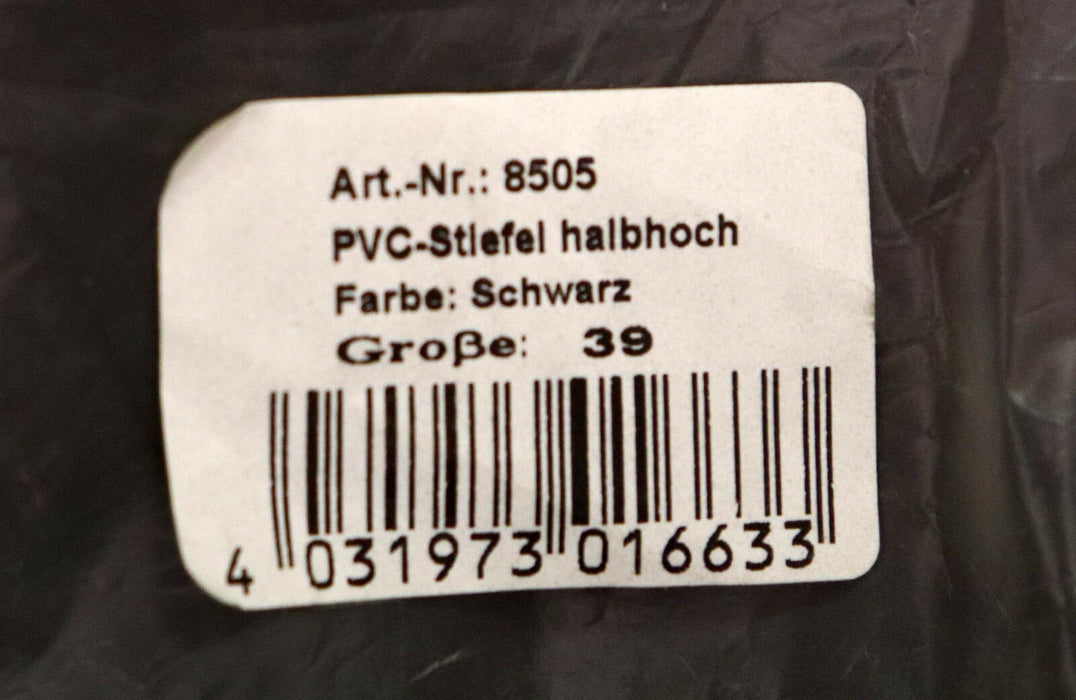 Art.-Nr.: 8505
PVC-Stiefel halbhoch
Farbe: Schwarz
Große: 39
4 031973 016633